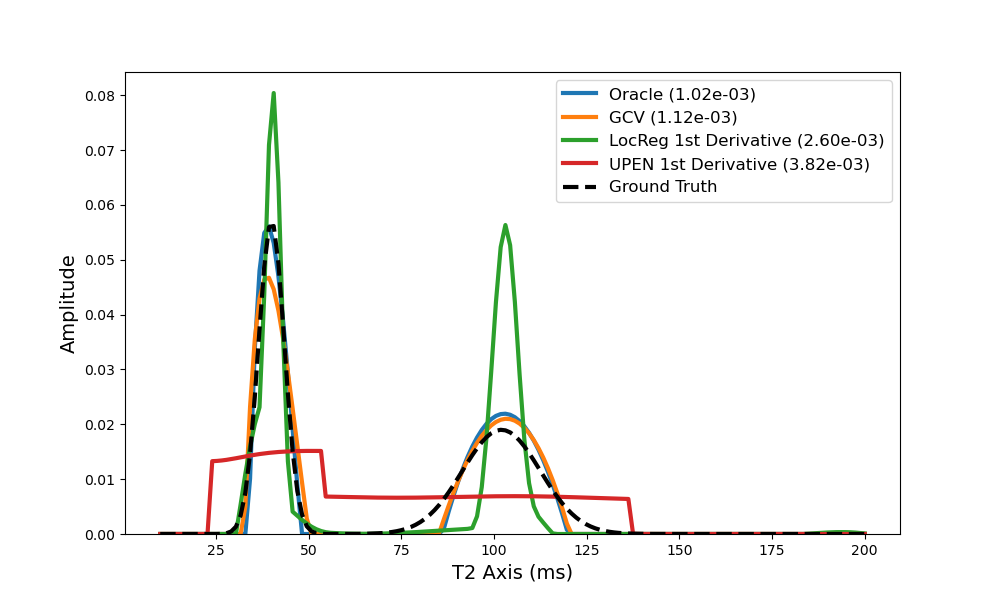 Oracle (1.02e-03)
GCV (1.12e-03)
LocReg 1st Derivative (2.60e-03)
UPEN 1st Derivative (3.82e-03)
Ground Truth
Amplitude
0.08
0.07
0.06
0.05
0.04
0.03
0.02
0.01
0.00
25 50 75 100 125 150 175 200
T2 Axis (ms)